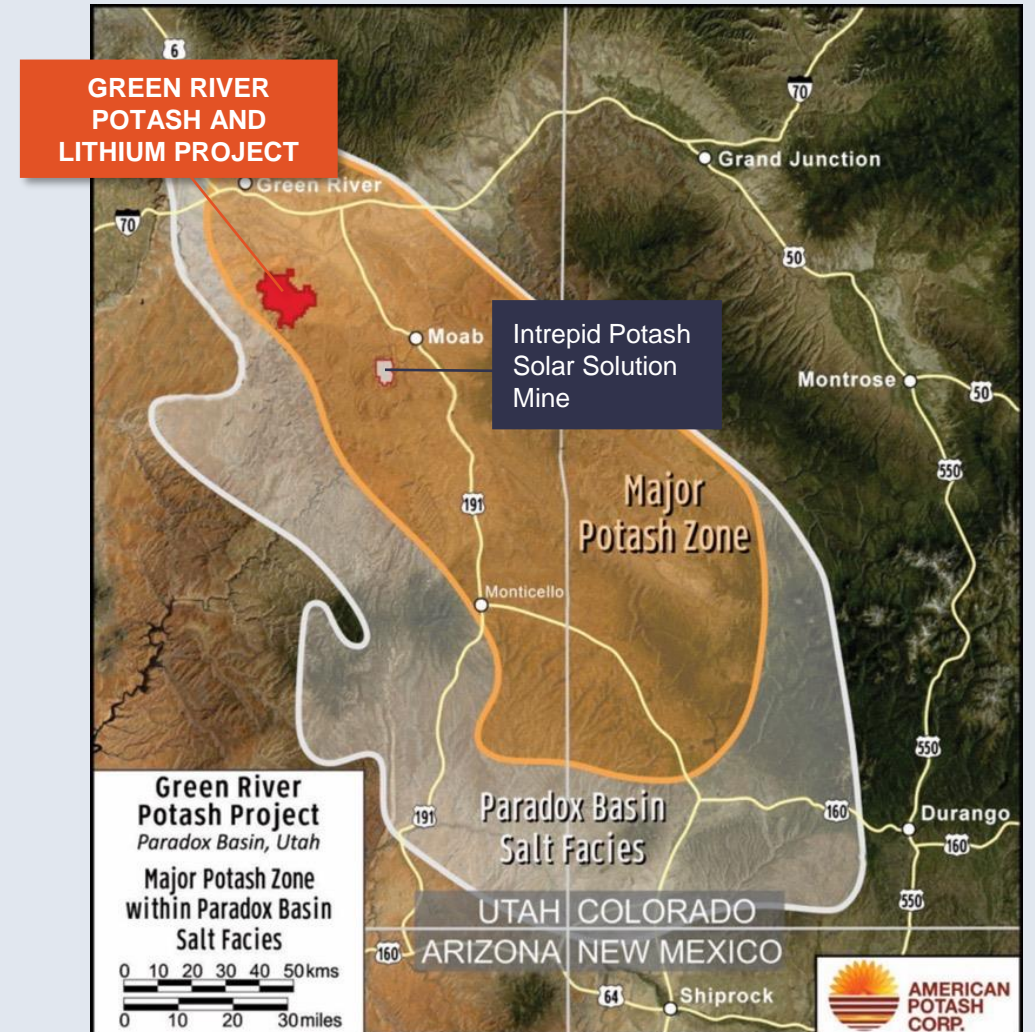 6
GREEN RIVER
POTASH AND
LITHIUM PROJECT
70
Grand Junction
Green River
70
50
Moab
Intrepid Potash
Solar Solution
Mine
Montrose
50
550
191
Major
Potash Zone
Monticello
550
Green River
Potash Project
Paradox Basin, Utah
Major Potash Zone
within Paradox Basin
Salt Facies
0 10 20 30 40 50 kms
0 10 20 30 miles
191
Paradox Basin
Salt Facies
160
Durango
160
550
UTAH COLORADO
ARIZONA NEW MEXICO
160
64
Shiprock
AMERICAN
POTASH
CORP.